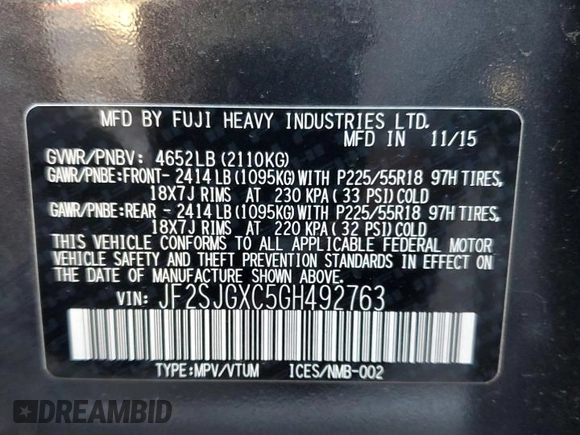 MFD BY FUJI HEAVY INDUSTRIES LTD.
MFD IN 11/15
GVWR/PNBV: 4652LB (2110KG)
GAWR/PNBE:FRONT- 2414LB (1095KG) WITH P225/55R18 97H TIRES,
18X7J RIMS AT 230 KPA ( 33 PSI) COLD
GAWR/PNBE:REAR - 2414LB (1095KG) WITH P225/55R18 97H TIRES,
18X7J RIMS AT 220 KPA ( 32 PSI) COLD
THIS VEHICLE CONFORMS TO ALL APPLICABLE FEDERAL MOTOR
VEHICLE SAFETY AND THEFT PREVENTION STANDARDS IN EFFECT
ON THE DATE OF MANUFACTURE SHOWN ABOVE.
VIN: JF2SJGXC5GH492763
TYPE:MPV/VTUM ICES/NMB-002
DREAMBID